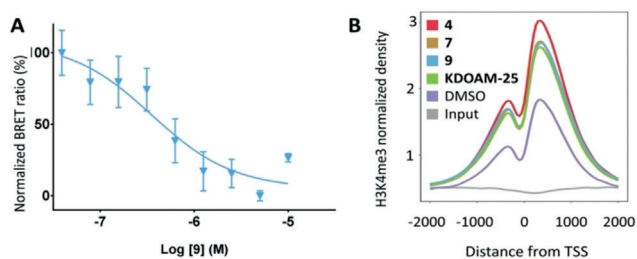 A
Normalized BRET ratio (%)
100
50
0
-7
-6
-5
Log [9] (M)
B
H3K4me3 normalized density
3
2
1
4
7
9
KDOAM-25
DMSO
Input
-2000 -1000 0 1000 2000
Distance from TSS